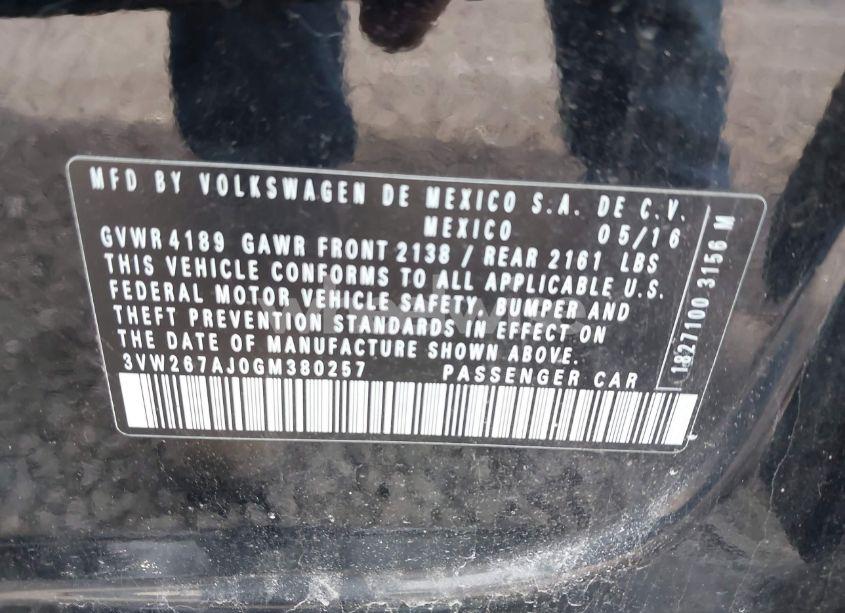 MFD BY VOLKSWAGEN DE MEXICO S.A. DE C.V.
MEXICO 05/16
GVWR 4189 GAWR FRONT 2138 / REAR 2161 LBS
THIS VEHICLE CONFORMS TO ALL APPLICABLE U.S.
FEDERAL MOTOR VEHICLE SAFETY, BUMPER AND
THEFT PREVENTION STANDARDS IN EFFECT ON
THE DATE OF MANUFACTURE SHOWN ABOVE.
3VW267AJ0GM380257 PASSENGER CAR
1827100 3156 M